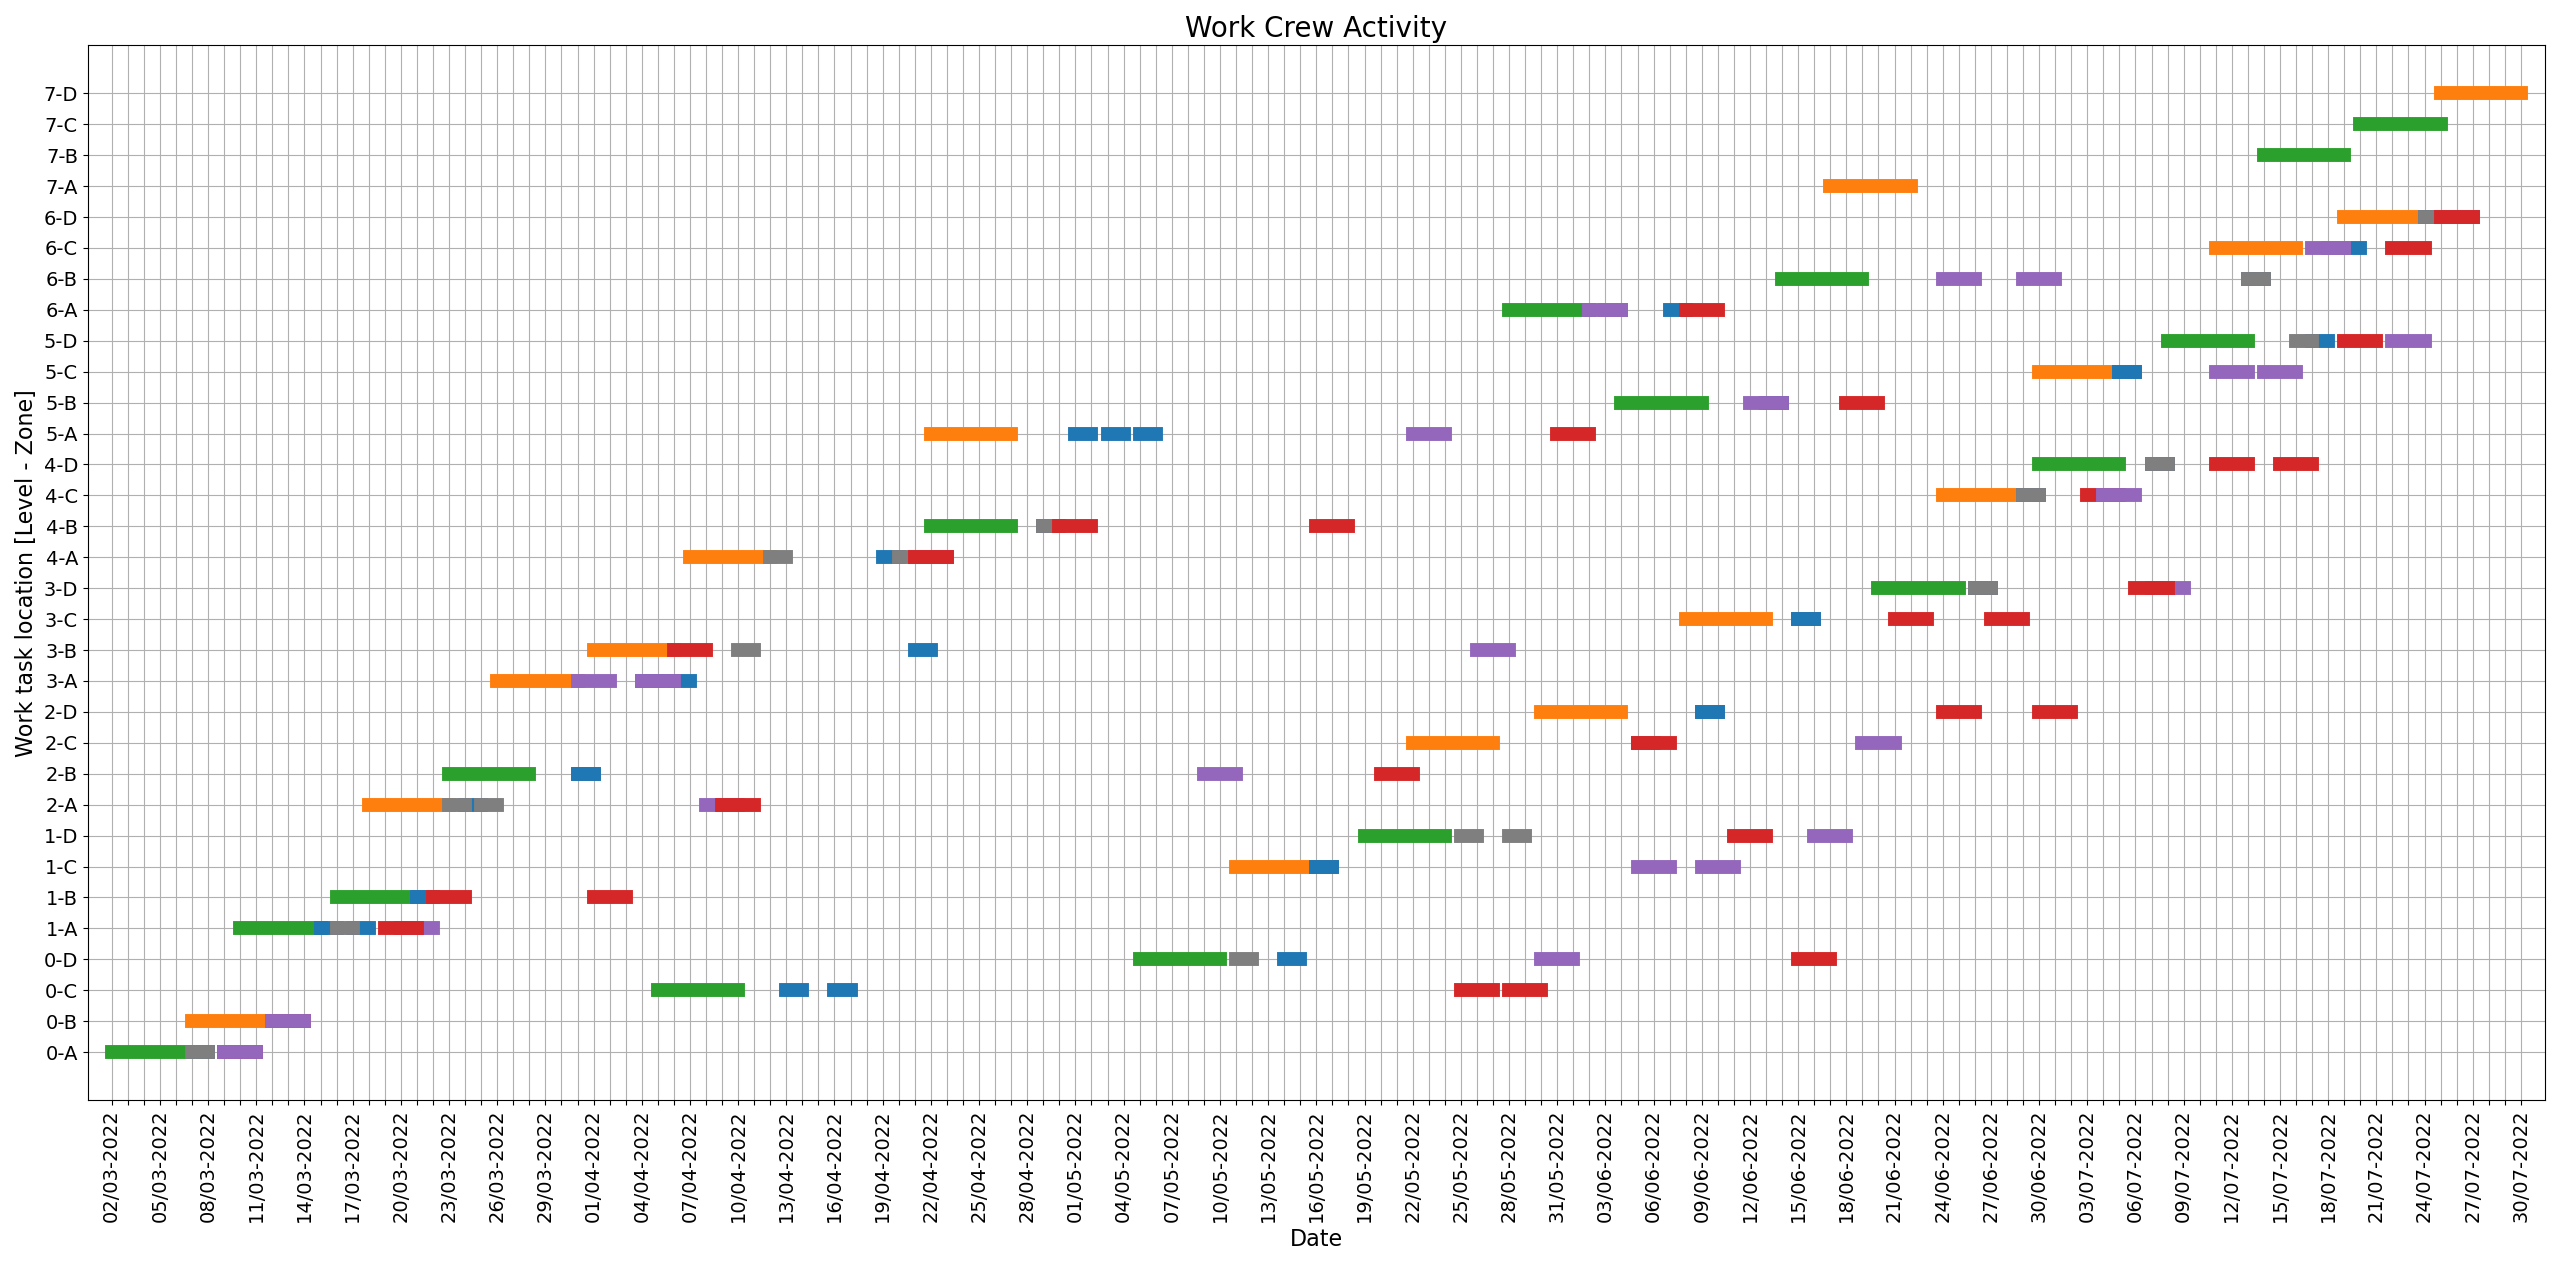 Work Crew Activity
Work task location [Level - Zone]
7-D
7-C
7-B
7-A
6-D
6-C
6-B
6-A
5-D
5-C
5-B
5-A
4-D
4-C
4-B
4-A
3-D
3-C
3-B
3-A
2-D
2-C
2-B
2-A
1-D
1-C
1-B
1-A
0-D
0-C
0-B
0-A
02/03-2022
05/03-2022
08/03-2022
11/03-2022
14/03-2022
17/03-2022
20/03-2022
23/03-2022
26/03-2022
29/03-2022
01/04-2022
04/04-2022
07/04-2022
10/04-2022
13/04-2022
16/04-2022
19/04-2022
22/04-2022
25/04-2022
28/04-2022
01/05-2022
04/05-2022
07/05-2022
10/05-2022
13/05-2022
16/05-2022
19/05-2022
22/05-2022
25/05-2022
28/05-2022
31/05-2022
03/06-2022
06/06-2022
09/06-2022
12/06-2022
15/06-2022
18/06-2022
21/06-2022
24/06-2022
27/06-2022
30/06-2022
03/07-2022
06/07-2022
09/07-2022
12/07-2022
15/07-2022
18/07-2022
21/07-2022
24/07-2022
27/07-2022
30/07-2022
Date